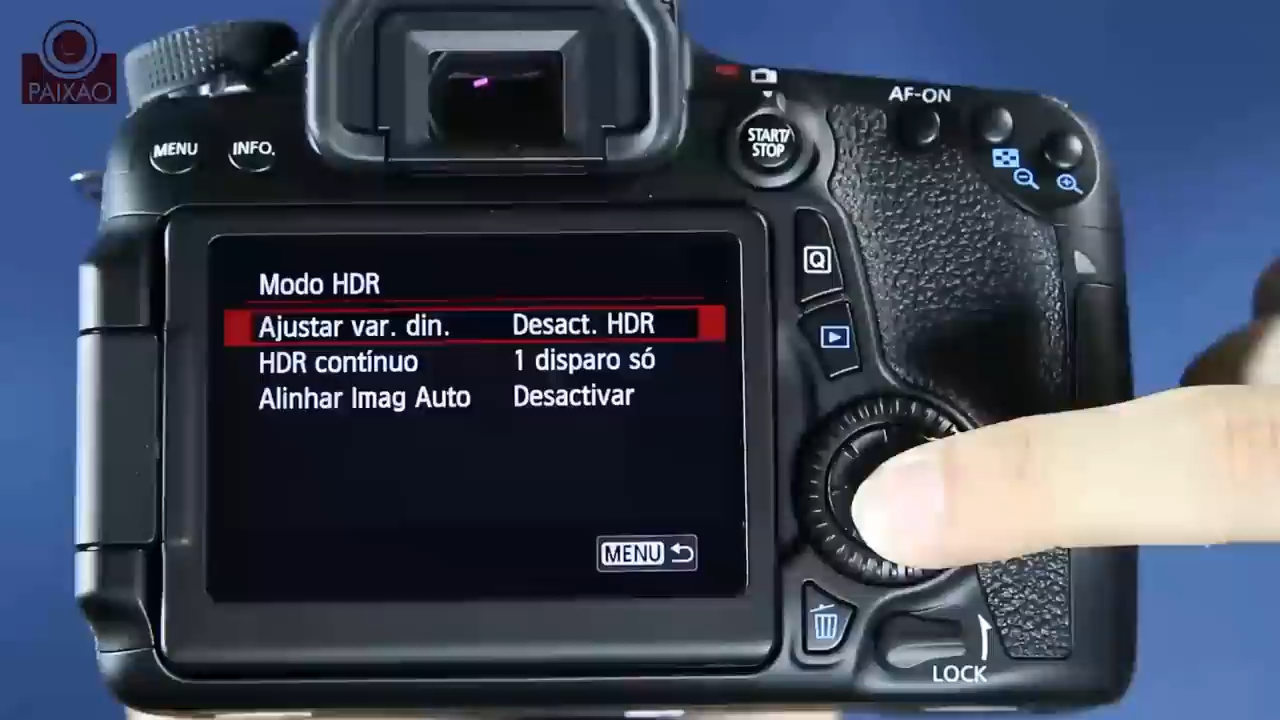 PAIXÃO
AF-ON
MENU
INFO.
START/
STOP
Q
Modo HDR
Ajustar var. din. Desact. HDR
HDR contínuo 1 disparo só
Alinhar Imag Auto Desactivar
MENU
LOCK